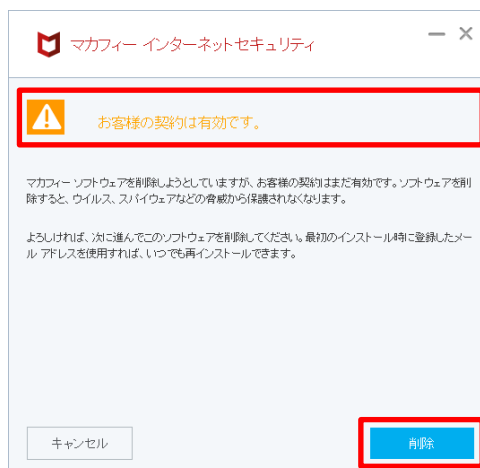 マカフィー インターネットセキュリティ
お客様の契約は有効です。
マカフィー ソフトウェアを削除しようとしていますが、お客様の契約はまだ有効です。ソフトウェアを削
除すると、ウイルス、スパイウェアなどの脅威から保護されなくなります。
よろしければ、次に進んでこのソフトウェアを削除してください。最初のインストール時に登録したメー
ル アドレスを使用すれば、いつでも再インストールできます。
キャンセル
削除